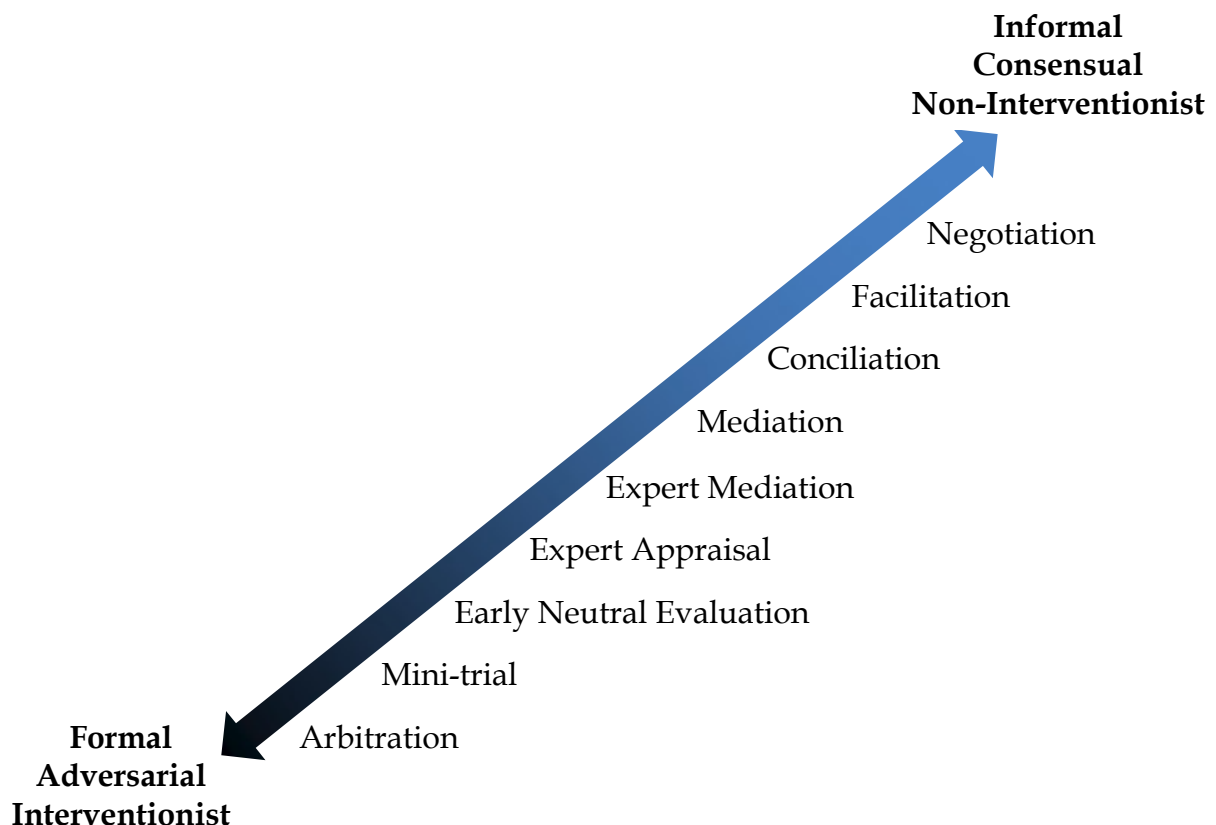 Informal
Consensual
Non-Interventionist
Negotiation
Facilitation
Conciliation
Mediation
Expert Mediation
Expert Appraisal
Early Neutral Evaluation
Mini-trial
Arbitration
Formal
Adversarial
Interventionist